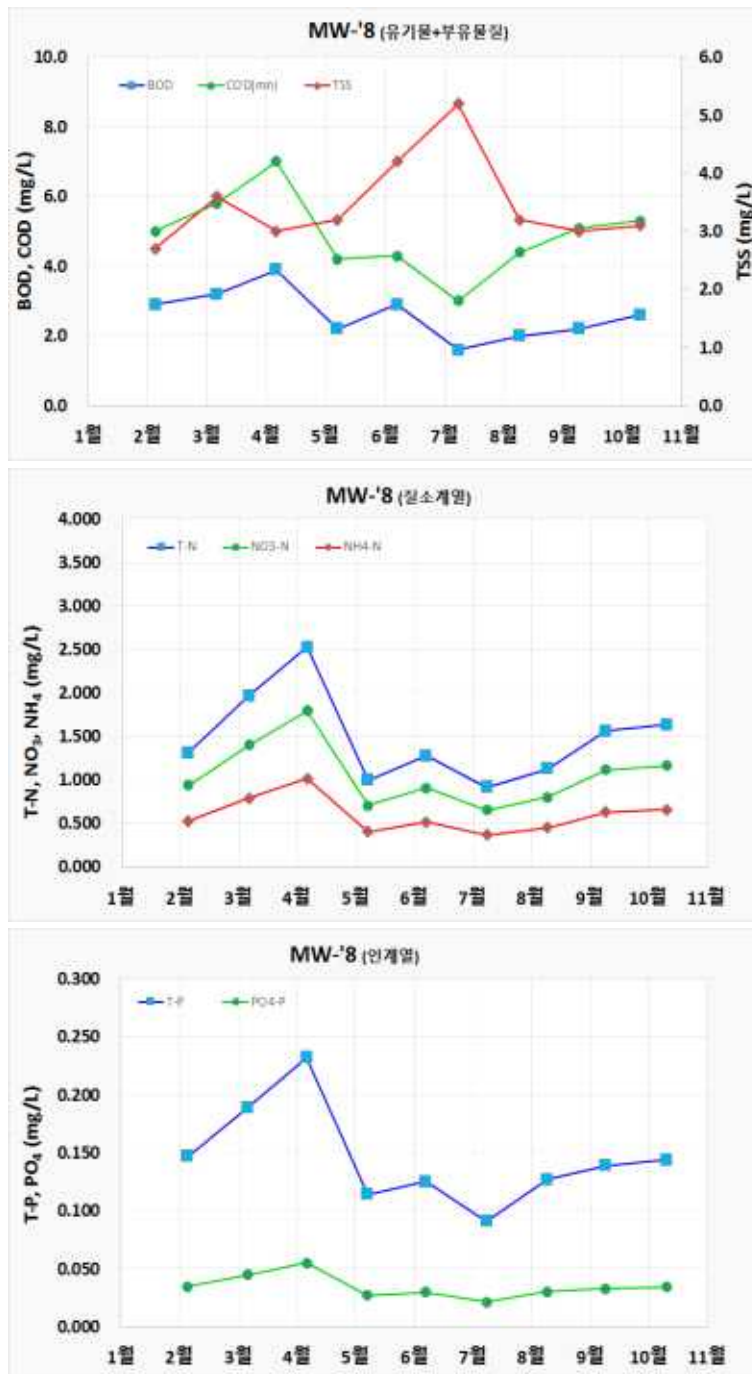 MW-'8 (유기물+부유물질)
10.0
8.0
6.0
4.0
2.0
0.0
BOD, COD (mg/L)
BOD
COD(mn)
TSS
6.0
5.0
4.0
3.0
2.0
1.0
0.0
TSS (mg/L)
1월 2월 3월 4월 5월 6월 7월 8월 9월 10월 11월
MW-'8 (질소계열)
4.000
3.500
3.000
2.500
2.000
1.500
1.000
0.500
0.000
T-N, NO₃, NH₄ (mg/L)
T-N
NO3-N
NH4-N
1월 2월 3월 4월 5월 6월 7월 8월 9월 10월 11월
MW-'8 (인계열)
0.300
0.250
0.200
0.150
0.100
0.050
0.000
T-P, PO₄ (mg/L)
T-P
PO4-P
1월 2월 3월 4월 5월 6월 7월 8월 9월 10월 11월